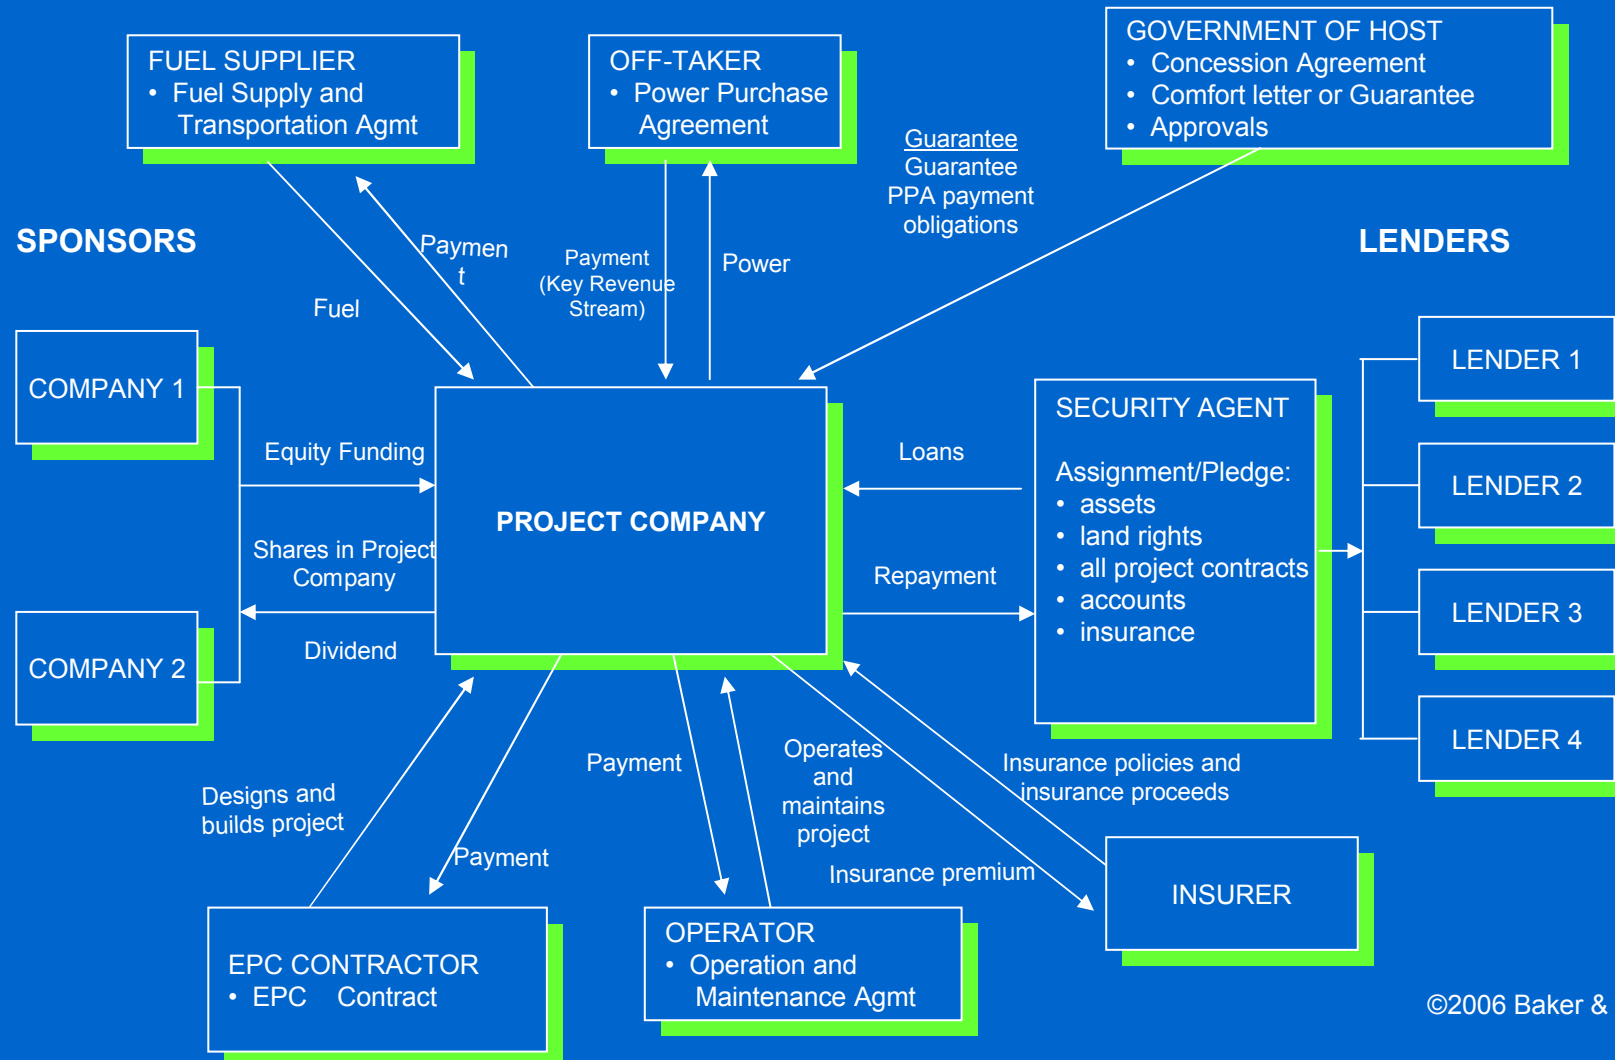 FUEL SUPPLIER
• Fuel Supply and
Transportation Agmt
OFF-TAKER
• Power Purchase
Agreement
GOVERNMENT OF HOST
• Concession Agreement
• Comfort letter or Guarantee
• Approvals
Guarantee
Guarantee
PPA payment
obligations
SPONSORS
LENDERS
Paymen
t
Fuel
Payment
(Key Revenue
Stream)
Power
COMPANY 1
COMPANY 2
Equity Funding
Shares in Project
Company
Dividend
PROJECT COMPANY
Loans
Repayment
SECURITY AGENT
Assignment/Pledge:
• assets
• land rights
• all project contracts
• accounts
• insurance
LENDER 1
LENDER 2
LENDER 3
LENDER 4
Designs and
builds project
Payment
Payment
Operates
and
maintains
project
Insurance policies and
insurance proceeds
Insurance premium
EPC CONTRACTOR
• EPC Contract
OPERATOR
• Operation and
Maintenance Agmt
INSURER
©2006 Baker &